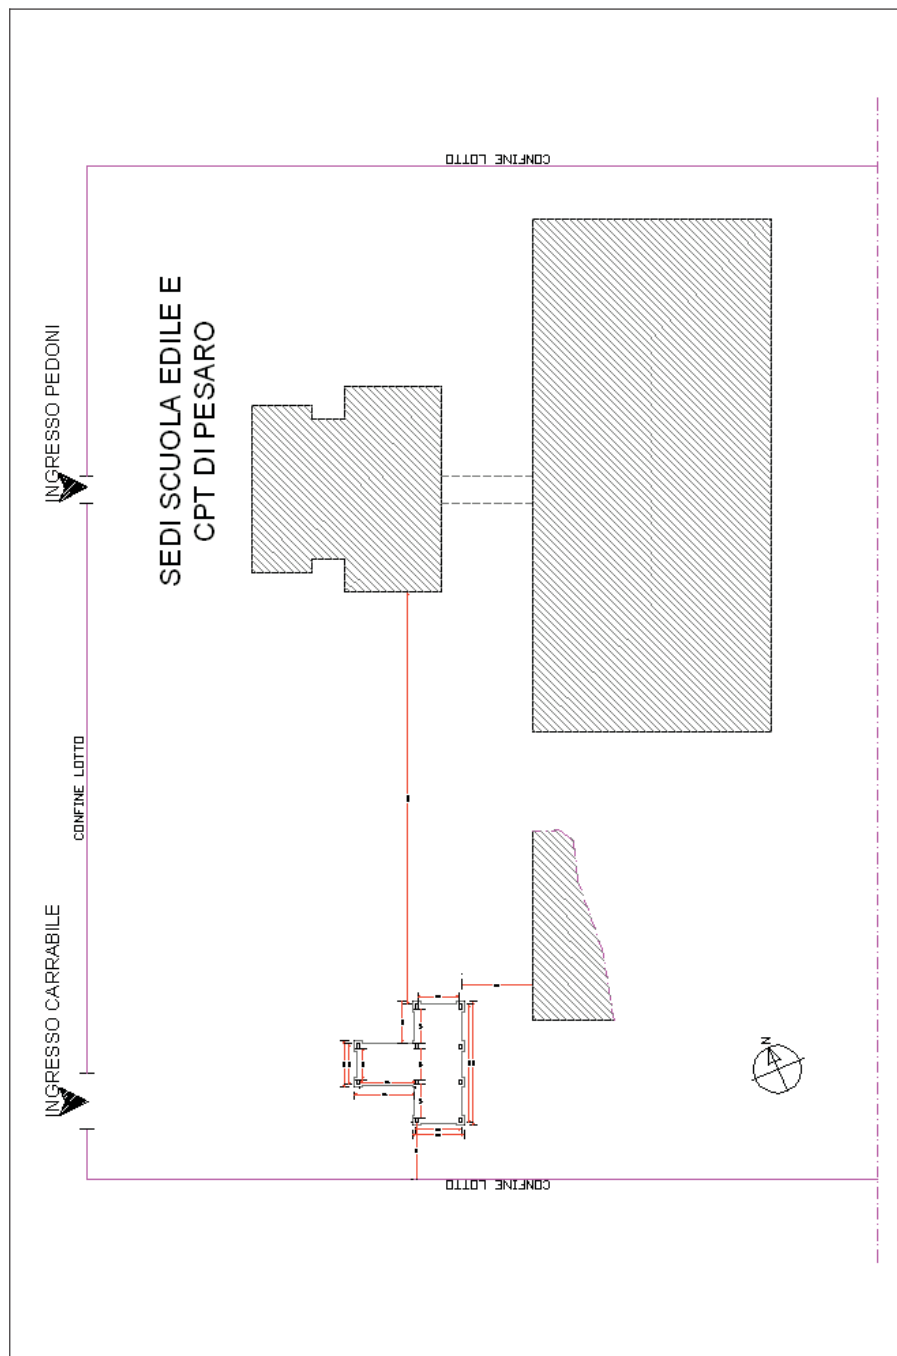 CONFINE LOTTO
INGRESSO PEDONI
SEDI SCUOLA EDILE E
CPT DI PESARO
CONFINE LOTTO
INGRESSO CARRABILE
N
CONFINE LOTTO